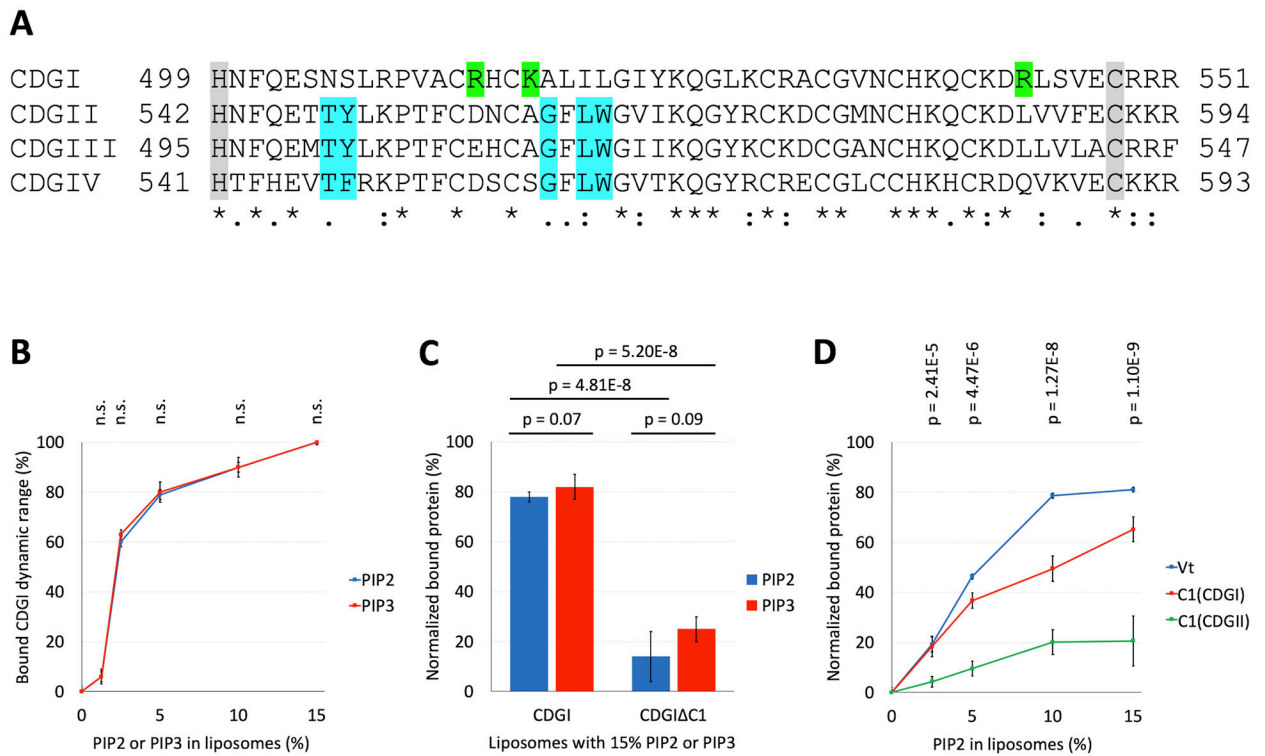 A
CDGI 499 HNFQESNSLRPVACRHCKALILGIYKQGLKCRACGVNCHKQCKDRLSVECRRR 551
CDGII 542 HNFQETTYLKPTFCDNCAGFLWGVIKQGYRCKDCGMNCHKQCKDLVVFECKKR 594
CDGIII 495 HNFQEMTYLKPTFCEHCAGFLWGIIKQGYKCKDCGANCHKQCKDLLVLACRRF 547
CDGIV 541 HTFHEVTFRKPTFCDSCSGFLWGVTKQGYRCRECGLCCHKHCRDQVKVECKKR 593
*.*.* . :* * * ..: *: *** :: ** ***.*:* : . *::
B
n.s. n.s. n.s. n.s. n.s.
Bound CDGI dynamic range (%)
100
80
60
40
20
0
0 5 10 15
PIP2 or PIP3 in liposomes (%)
PIP2
PIP3
C
p = 5.20E-8
p = 4.81E-8
p = 0.07 p = 0.09
Normalized bound protein (%)
100
80
60
40
20
0
CDGI CDGIΔC1
Liposomes with 15% PIP2 or PIP3
PIP2
PIP3
D
p = 2.41E-5 p = 4.47E-6 p = 1.27E-8 p = 1.10E-9
Normalized bound protein (%)
100
80
60
40
20
0
0 5 10 15
PIP2 in liposomes (%)
Vt
C1(CDGI)
C1(CDGII)